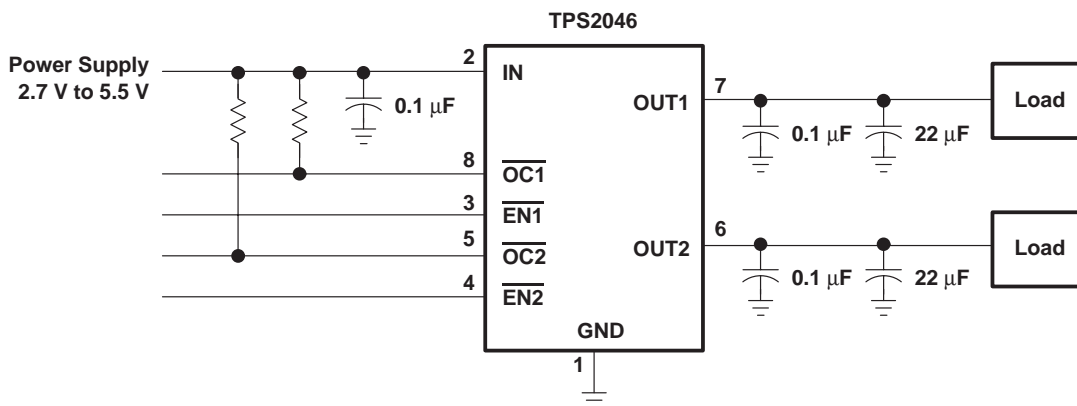 TPS2046
Power Supply
2.7 V to 5.5 V
2
IN
0.1 μF
8
OC1
3
EN1
5
OC2
4
EN2
7
OUT1
0.1 μF
22 μF
Load
6
OUT2
0.1 μF
22 μF
Load
GND
1